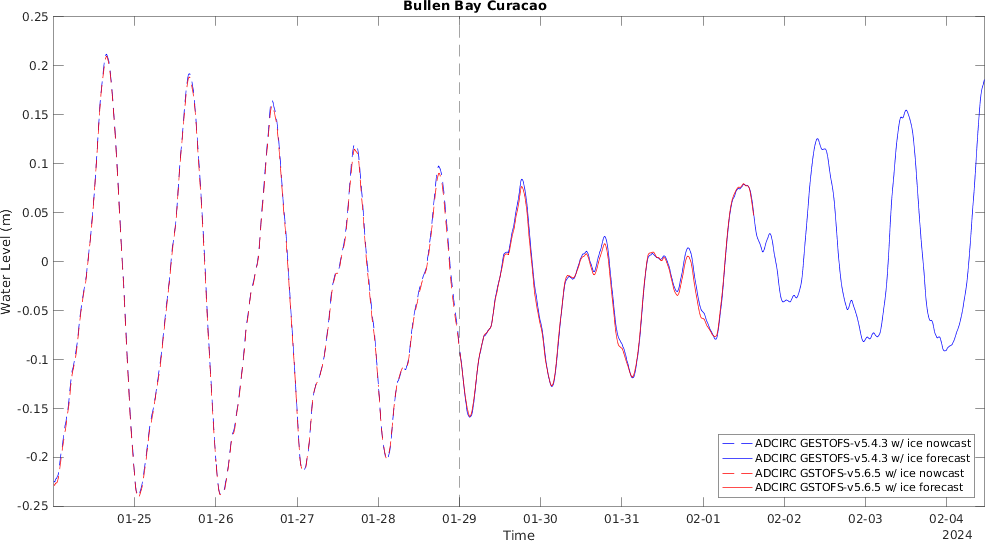 Bullen Bay Curacao
0.25
0.2
0.15
0.1
0.05
0
-0.05
-0.1
-0.15
-0.2
-0.25
Water Level (m)
ADCIRC GESTOFS-v5.4.3 w/ ice nowcast
ADCIRC GESTOFS-v5.4.3 w/ ice forecast
ADCIRC GSTOFS-v5.6.5 w/ ice nowcast
ADCIRC GSTOFS-v5.6.5 w/ ice forecast
01-25 01-26 01-27 01-28 01-29 01-30 01-31 02-01 02-02 02-03 02-04
Time
2024